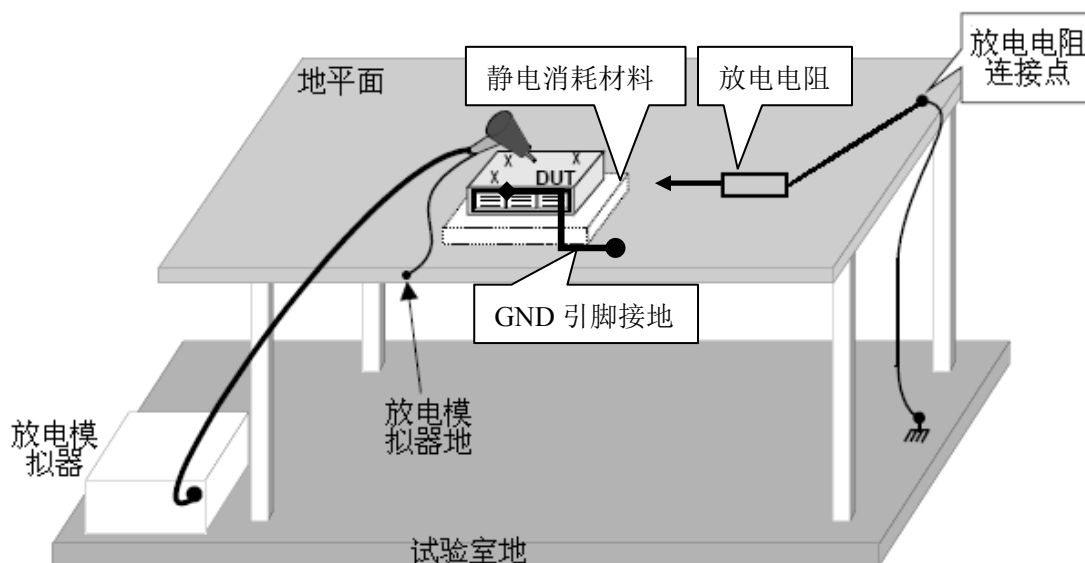 放电电阻
连接点
地平面
静电消耗材料
放电电阻
X
X
X
DUT
GND 引脚接地
放电模
拟器地
放电模
拟器
试验室地